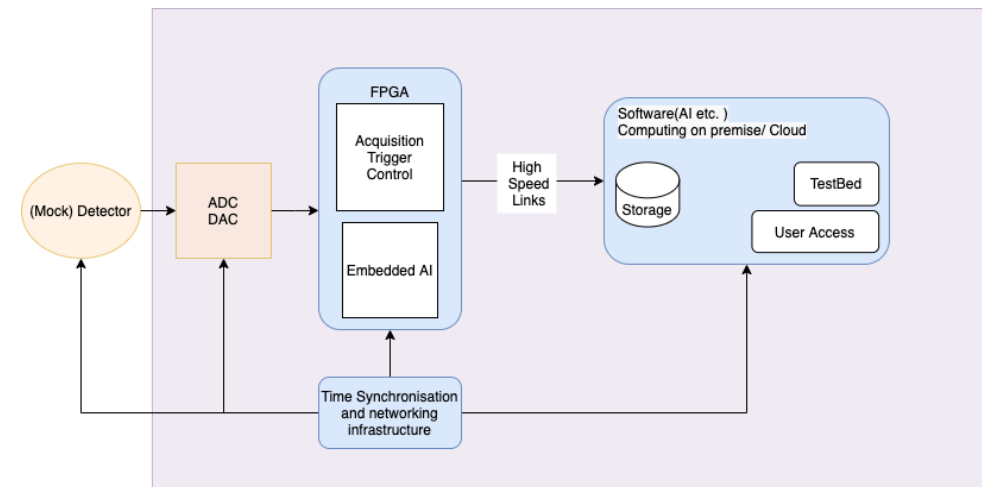 FPGA
Acquisition
Trigger
Control
Embedded AI
(Mock) Detector
ADC
DAC
High
Speed
Links
Software(AI etc. )
Computing on premise/ Cloud
Storage
TestBed
User Access
Time Synchronisation
and networking
infrastructure